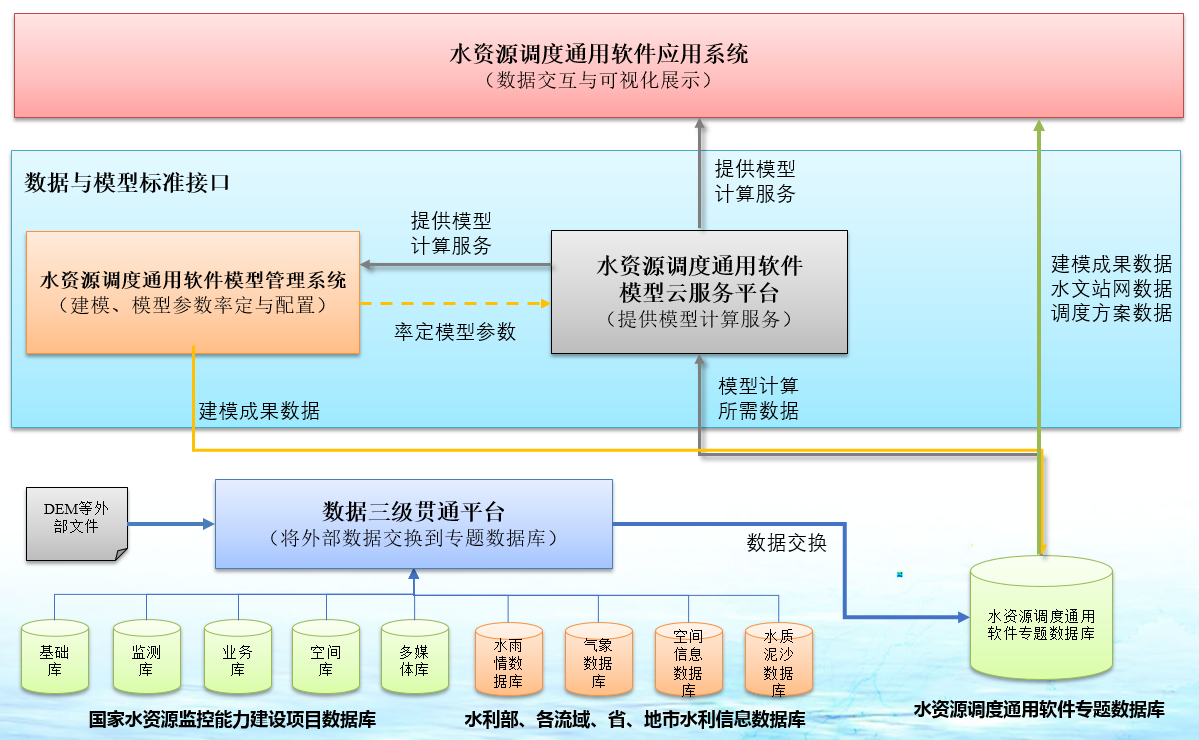 水资源调度通用软件应用系统
（数据交互与可视化展示）
数据与模型标准接口
提供模型
计算服务
提供模型
计算服务
水资源调度通用软件模型管理系统
（建模、模型参数率定与配置）
水资源调度通用软件
模型云服务平台
（提供模型计算服务）
率定模型参数
建模成果数据
水文站网数据
调度方案数据
建模成果数据
模型计算
所需数据
DEM等外
部文件
数据三级贯通平台
（将外部数据交换到专题数据库）
数据交换
水资源调度通用
软件专题数据库
基础
库
监测
库
业务
库
空间
库
多媒
体库
水雨
情数
据库
气象
数据
库
空间
信息
数据
库
水质
泥沙
数据
库
国家水资源监控能力建设项目数据库
水利部、各流域、省、地市水利信息数据库
水资源调度通用软件专题数据库